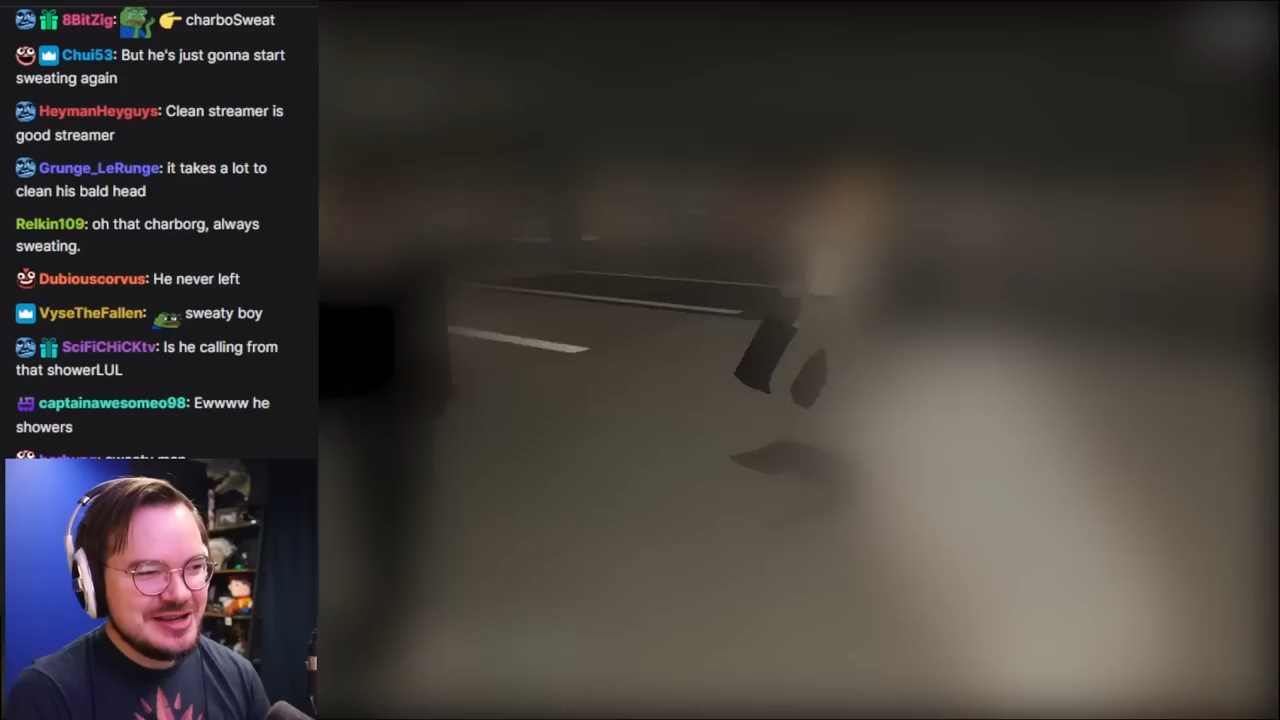 8BitZig: charboSweat
Chui53: But he's just gonna start
sweating again
HeymanHeyguys: Clean streamer is
good streamer
Grunge_LeRunge: it takes a lot to
clean his bald head
Relkin109: oh that charborg, always
sweating.
Dubiouscorvus: He never left
VyseTheFallen: sweaty boy
SciFiCHiCKtv: Is he calling from
that showerLUL
captainawesomeo98: Ewwww he
showers